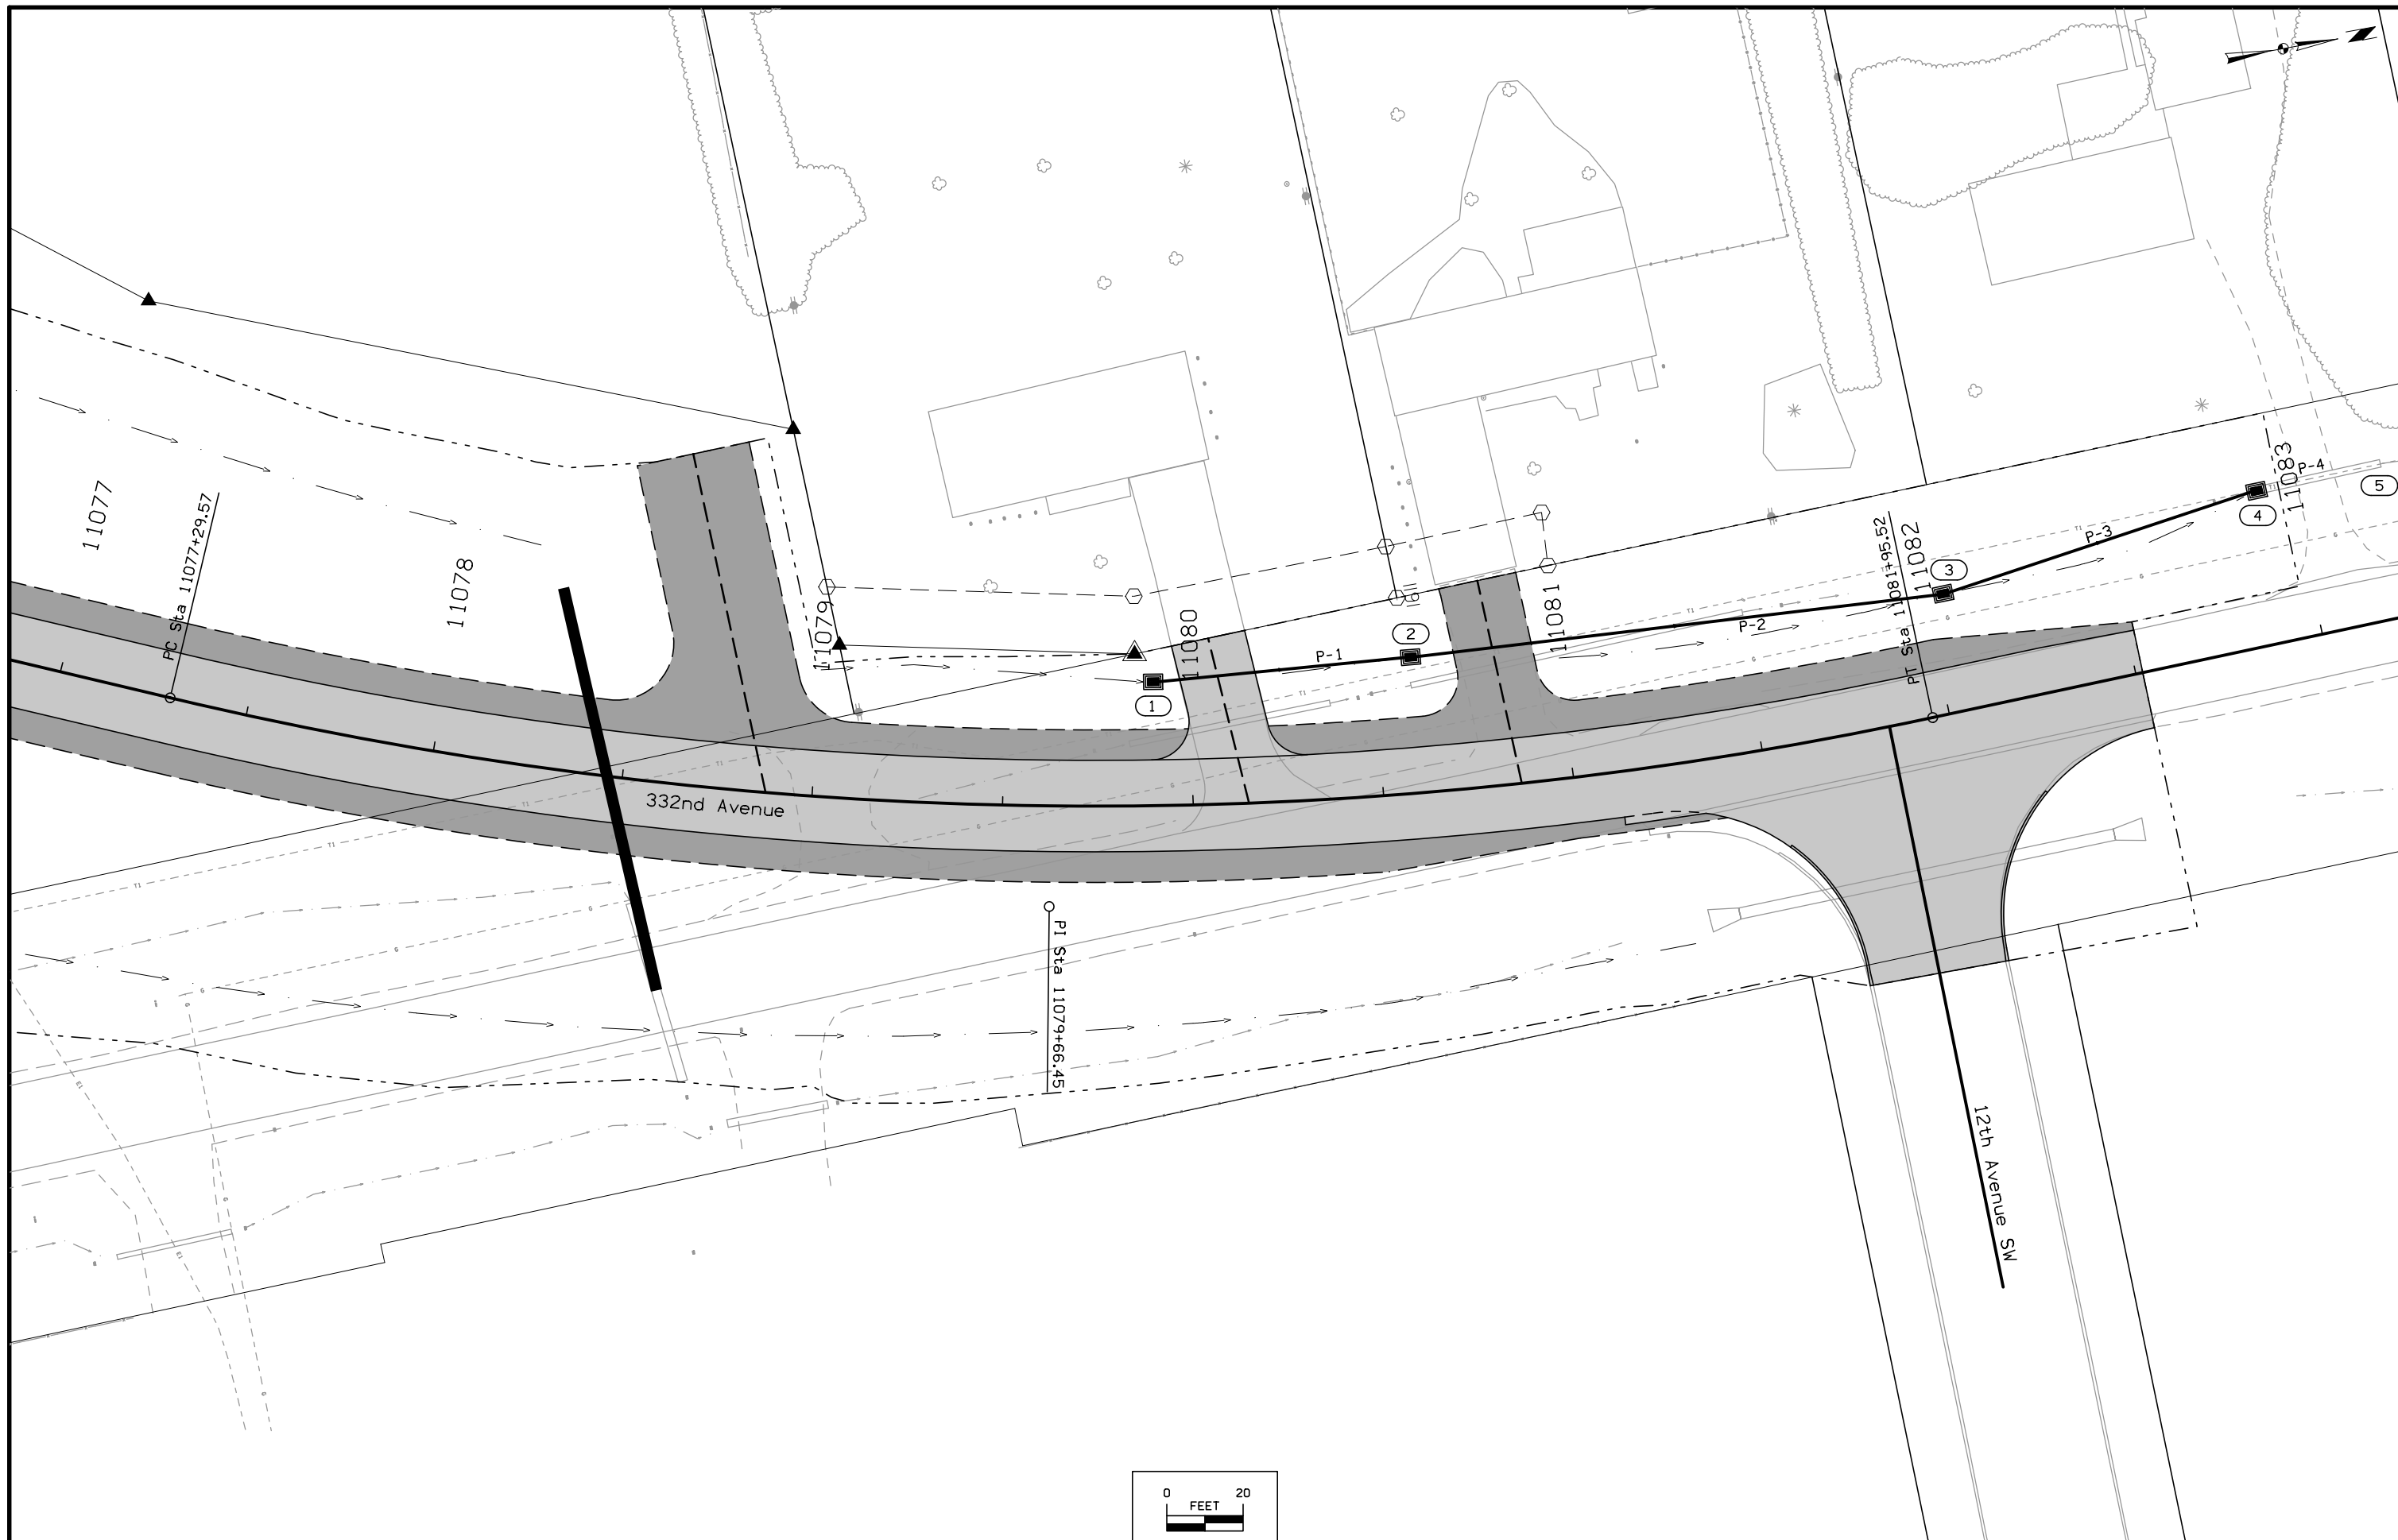 11077
PC Sta 11077+29.57
11078
11079
11080
11081
PT Sta 11081+95.52
11082
11083
P-1
P-2
P-3
P-4
1
2
3
4
5
332nd Avenue
PI Sta 11079+66.45
12th Avenue SW
0 20
FEET